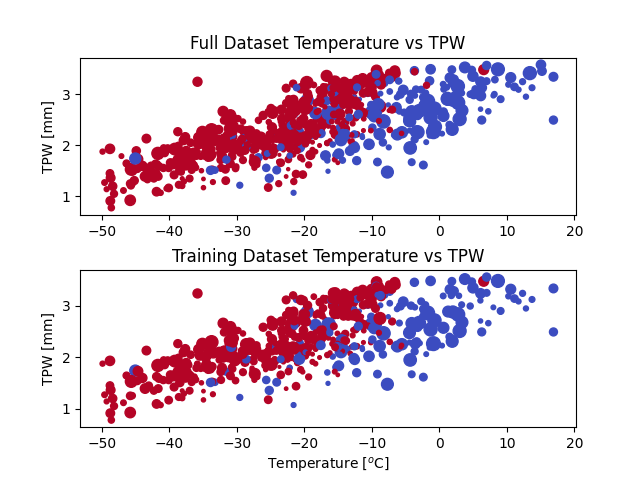 Full Dataset Temperature vs TPW
3
2
1
TPW [mm]
−50 −40 −30 −20 −10 0 10 20
Training Dataset Temperature vs TPW
3
2
1
TPW [mm]
−50 −40 −30 −20 −10 0 10 20
Temperature [°C]